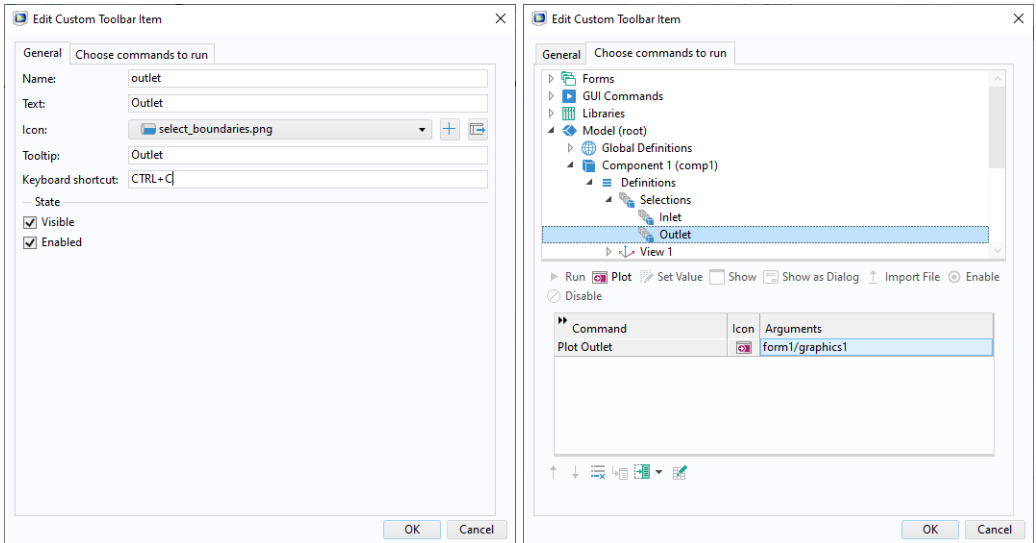 Edit Custom Toolbar Item
General Choose commands to run
Name: outlet
Text: Outlet
Icon: select_boundaries.png
Tooltip: Outlet
Keyboard shortcut: CTRL+C
State
Visible
Enabled
OK Cancel
Edit Custom Toolbar Item
General Choose commands to run
Forms
GUI Commands
Libraries
Model (root)
Global Definitions
Component 1 (comp1)
Definitions
Selections
Inlet
Outlet
View 1
Run Plot Set Value Show Show as Dialog Import File Enable
Disable
Command Icon Arguments
Plot Outlet form1/graphics1
OK Cancel